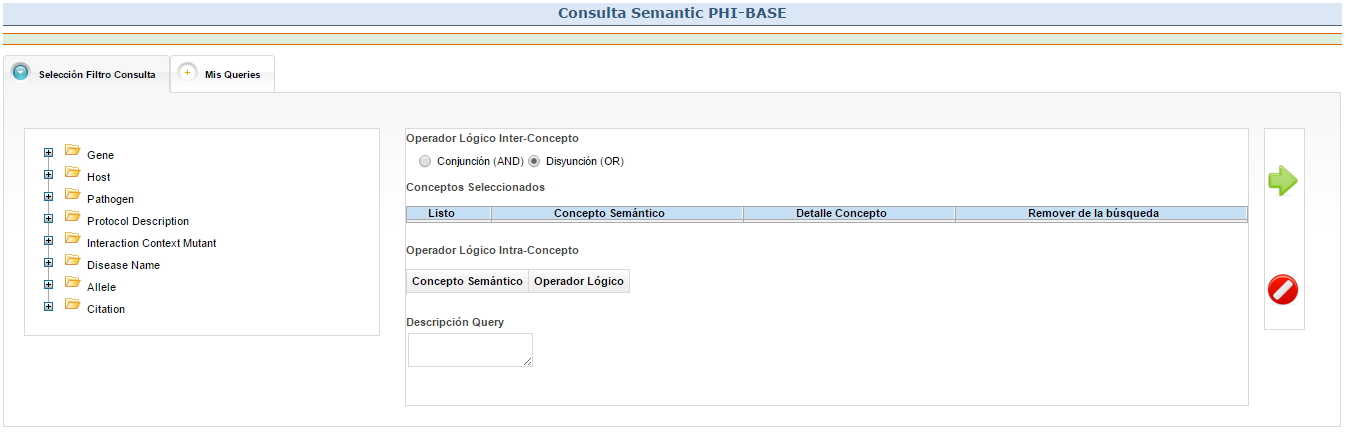 Consulta Semantic PHI-BASE
Selección Filtro Consulta
Mis Queries
Gene
Host
Pathogen
Protocol Description
Interaction Context Mutant
Disease Name
Allele
Citation
Operador Lógico Inter-Concepto
Conjunción (AND) Disyunción (OR)
Conceptos Seleccionados
Listo Concepto Semántico Detalle Concepto Remover de la búsqueda
Operador Lógico Intra-Concepto
Concepto Semántico Operador Lógico
Descripción Query